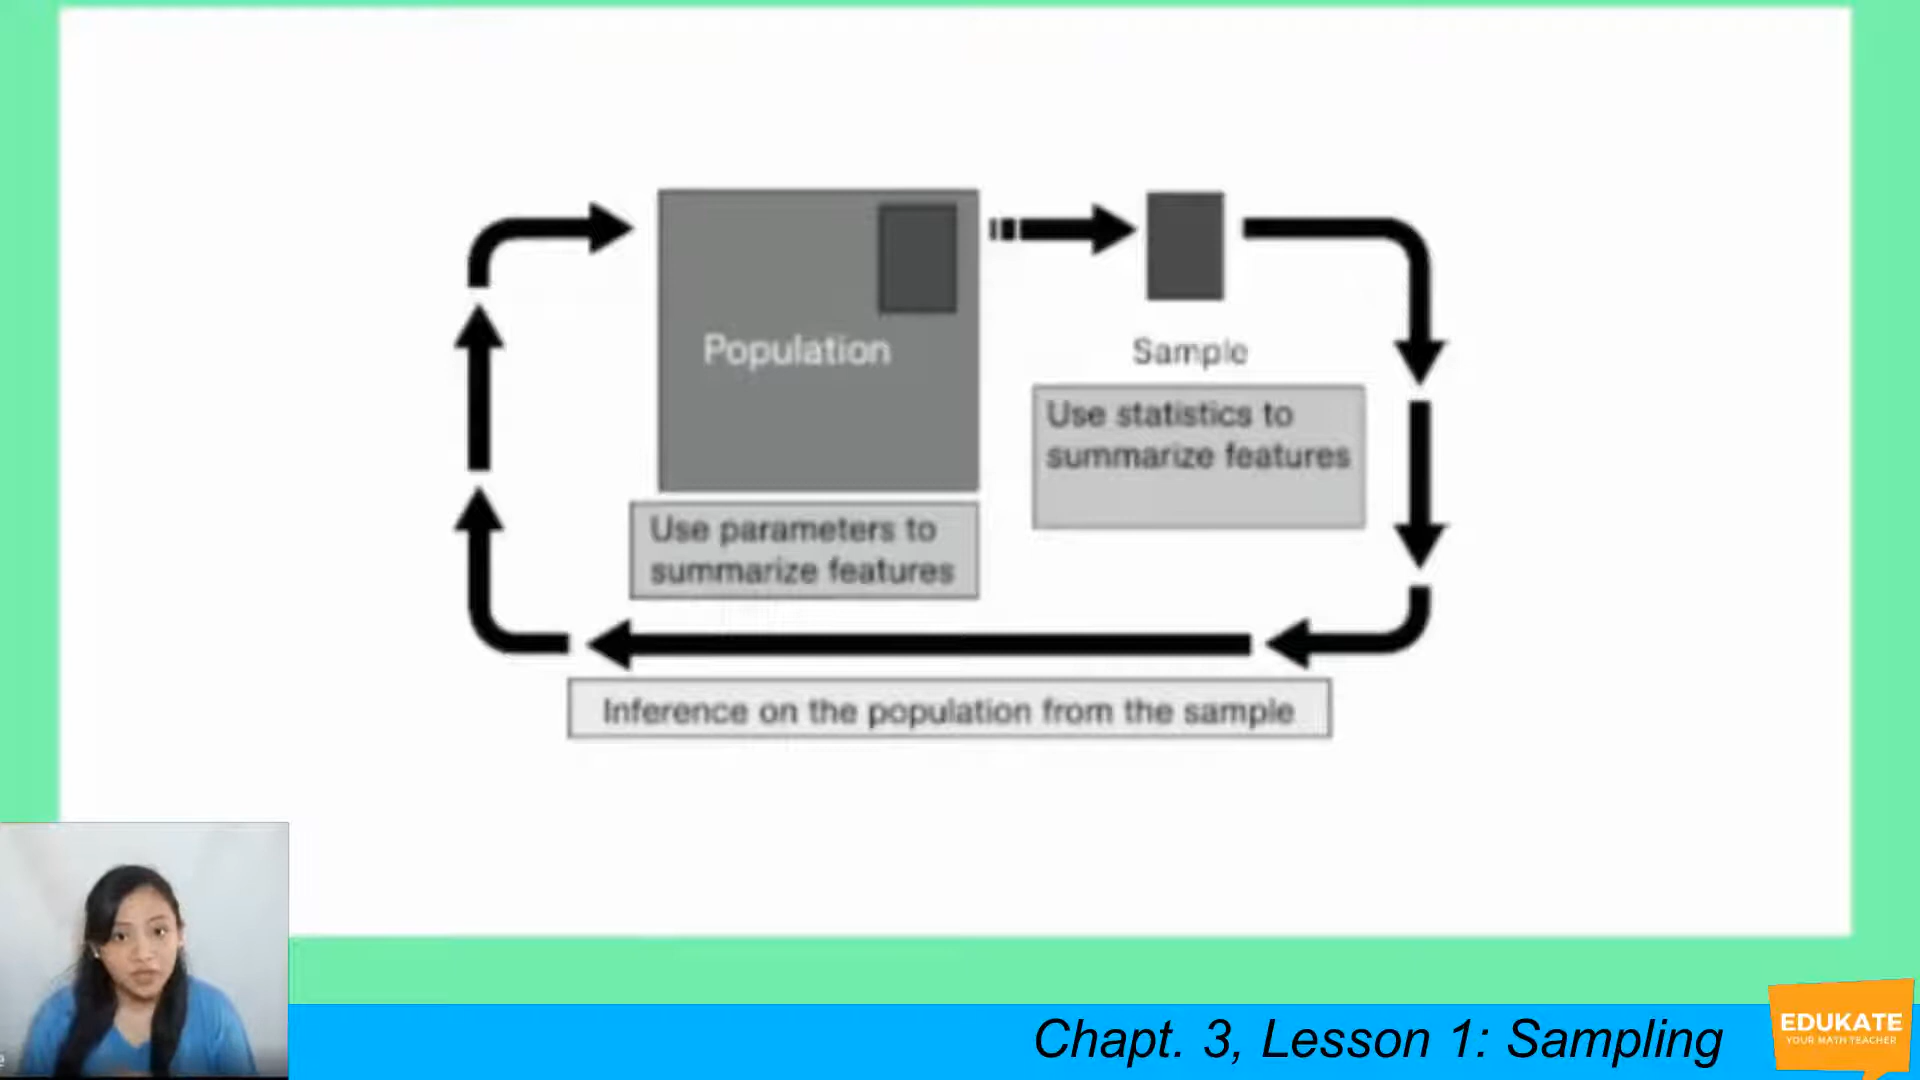 Population
Sample
Use statistics to
summarize features
Use parameters to
summarize features
Inference on the population from the sample
Chapt. 3, Lesson 1: Sampling
EDUKATE
YOUR MATH TEACHER